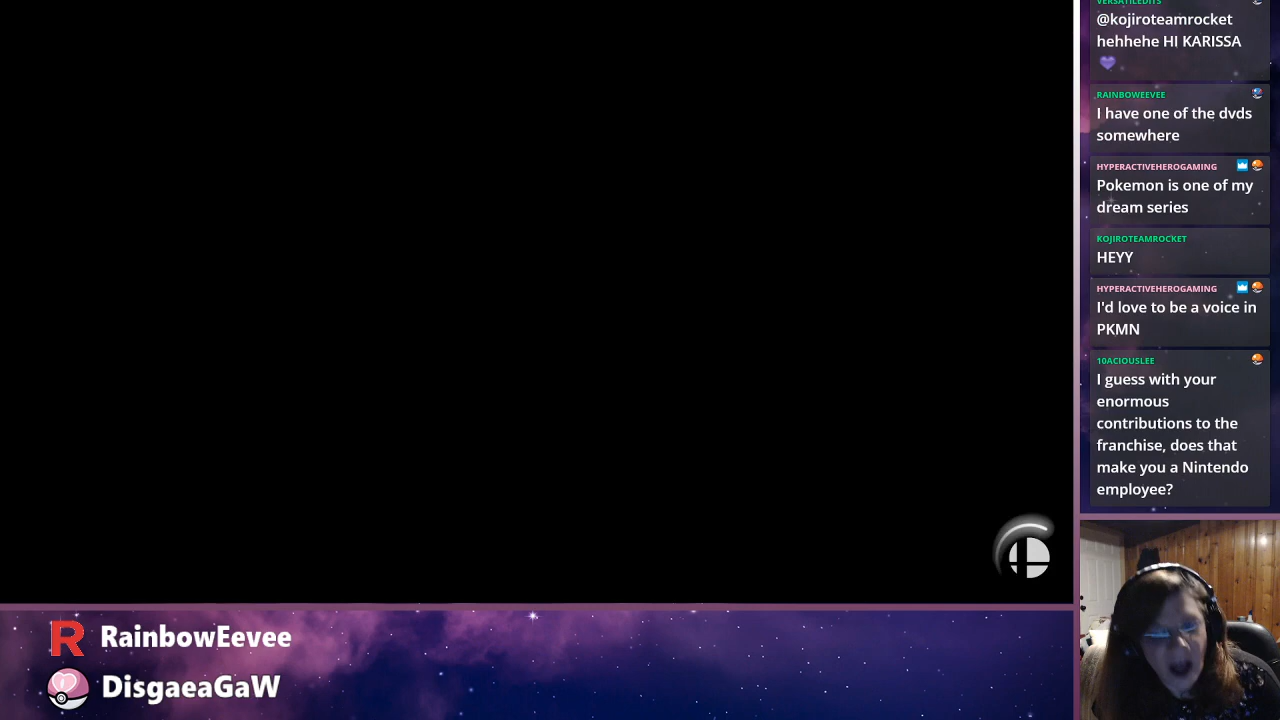 VERSATILEDITS
@kojiroteamrocket
hehhehe HI KARISSA
RAINBOWEEVEE
I have one of the dvds
somewhere
HYPERACTIVEHEROGAMING
Pokemon is one of my
dream series
KOJIROTEAMROCKET
HEYY
HYPERACTIVEHEROGAMING
I'd love to be a voice in
PKMN
10ACIOUSLEE
I guess with your
enormous
contributions to the
franchise, does that
make you a Nintendo
employee?
R RainbowEevee
DisgaeaGaW